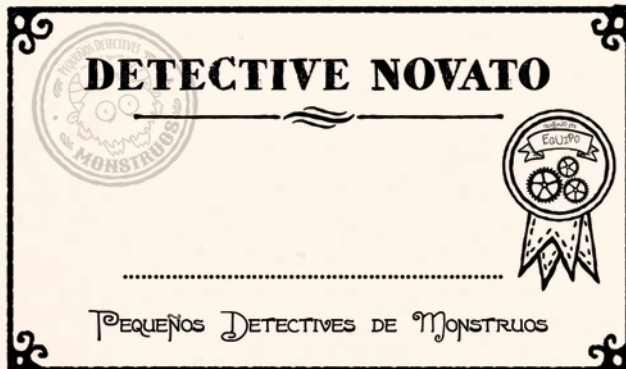 PEQUEÑOS DETECTIVES
MONSTRUOS
DETECTIVE NOVATO
EQUIPO
PEQUEÑOS DETECTIVES DE MONSTRUOS